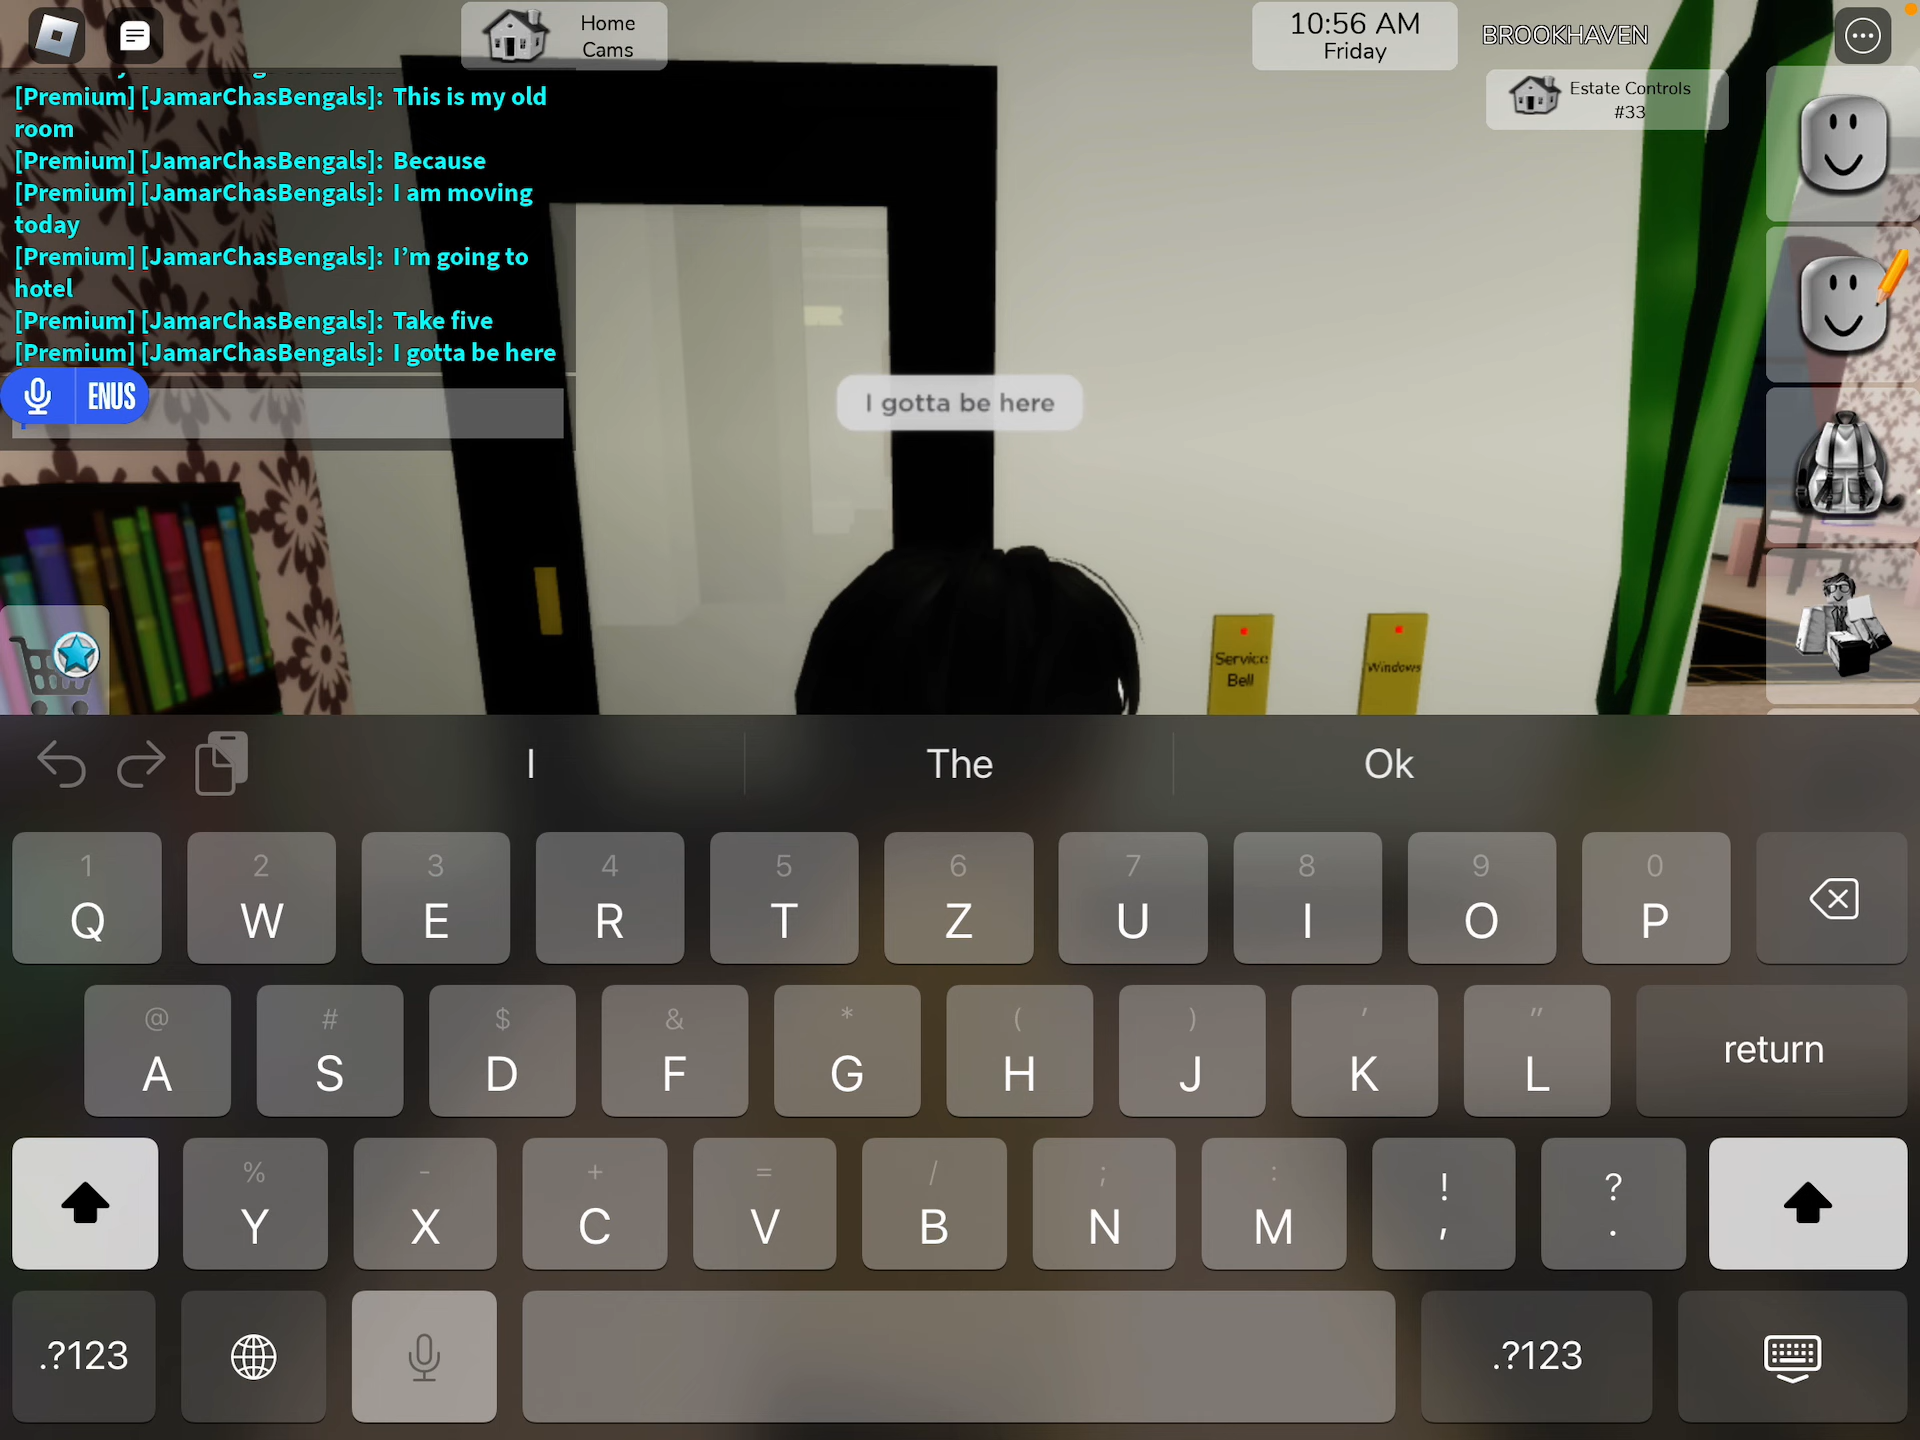 Home
Cams
10:56 AM
Friday
BROOKHAVEN
Estate Controls
#33
[Premium] [JamarChasBengals]: This is my old
room
[Premium] [JamarChasBengals]: Because
[Premium] [JamarChasBengals]: I am moving
today
[Premium] [JamarChasBengals]: I’m going to
hotel
[Premium] [JamarChasBengals]: Take five
[Premium] [JamarChasBengals]: I gotta be here
ENUS
I gotta be here
Service
Bell
Windows
I The Ok
1 2 3 4 5 6 7 8 9 0
Q W E R T Z U I O P
@ # $ & * ( ) ' "
A S D F G H J K L return
% - + = / ; : ! ?
Y X C V B N M , .
.?123 .?123